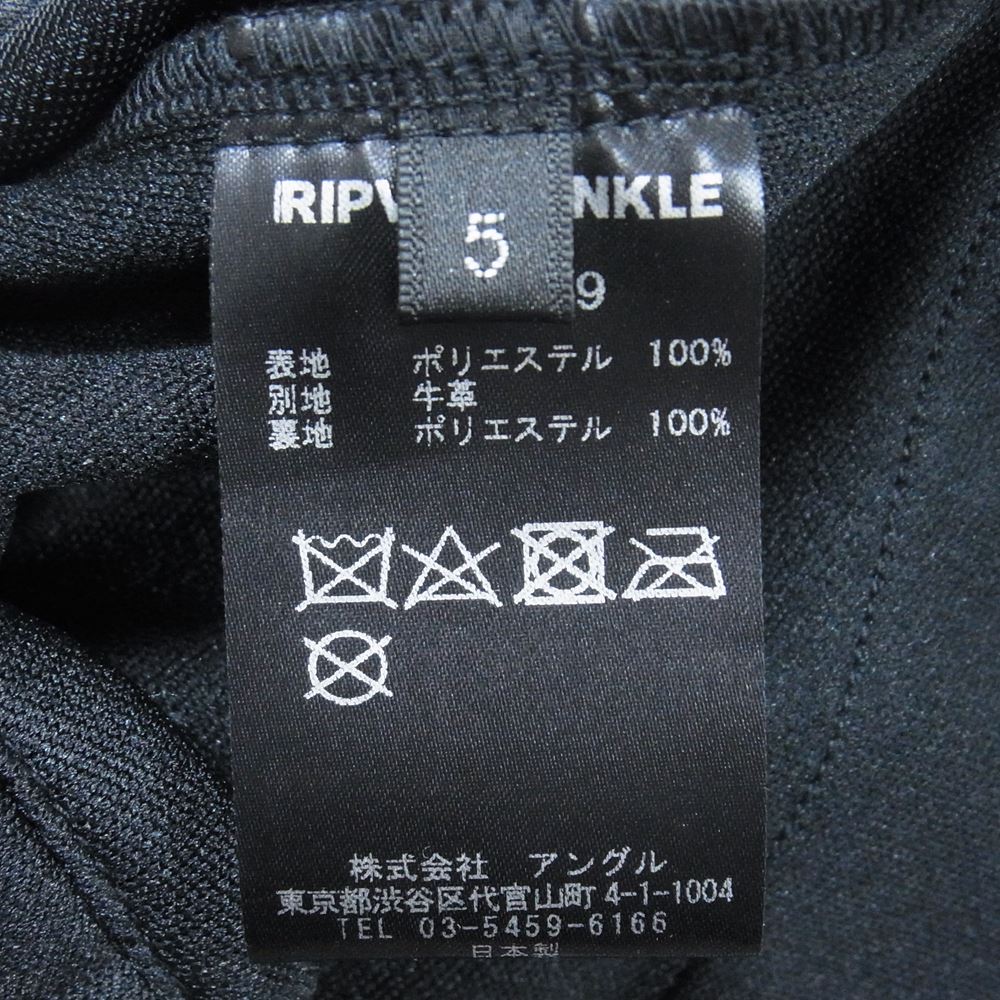 5
9
表地 ポリエステル 100%
別地 牛革
裏地 ポリエステル 100%
株式会社 アングル
東京都渋谷区代官山町4-1-1004
TEL 03-5459-6166
日本製